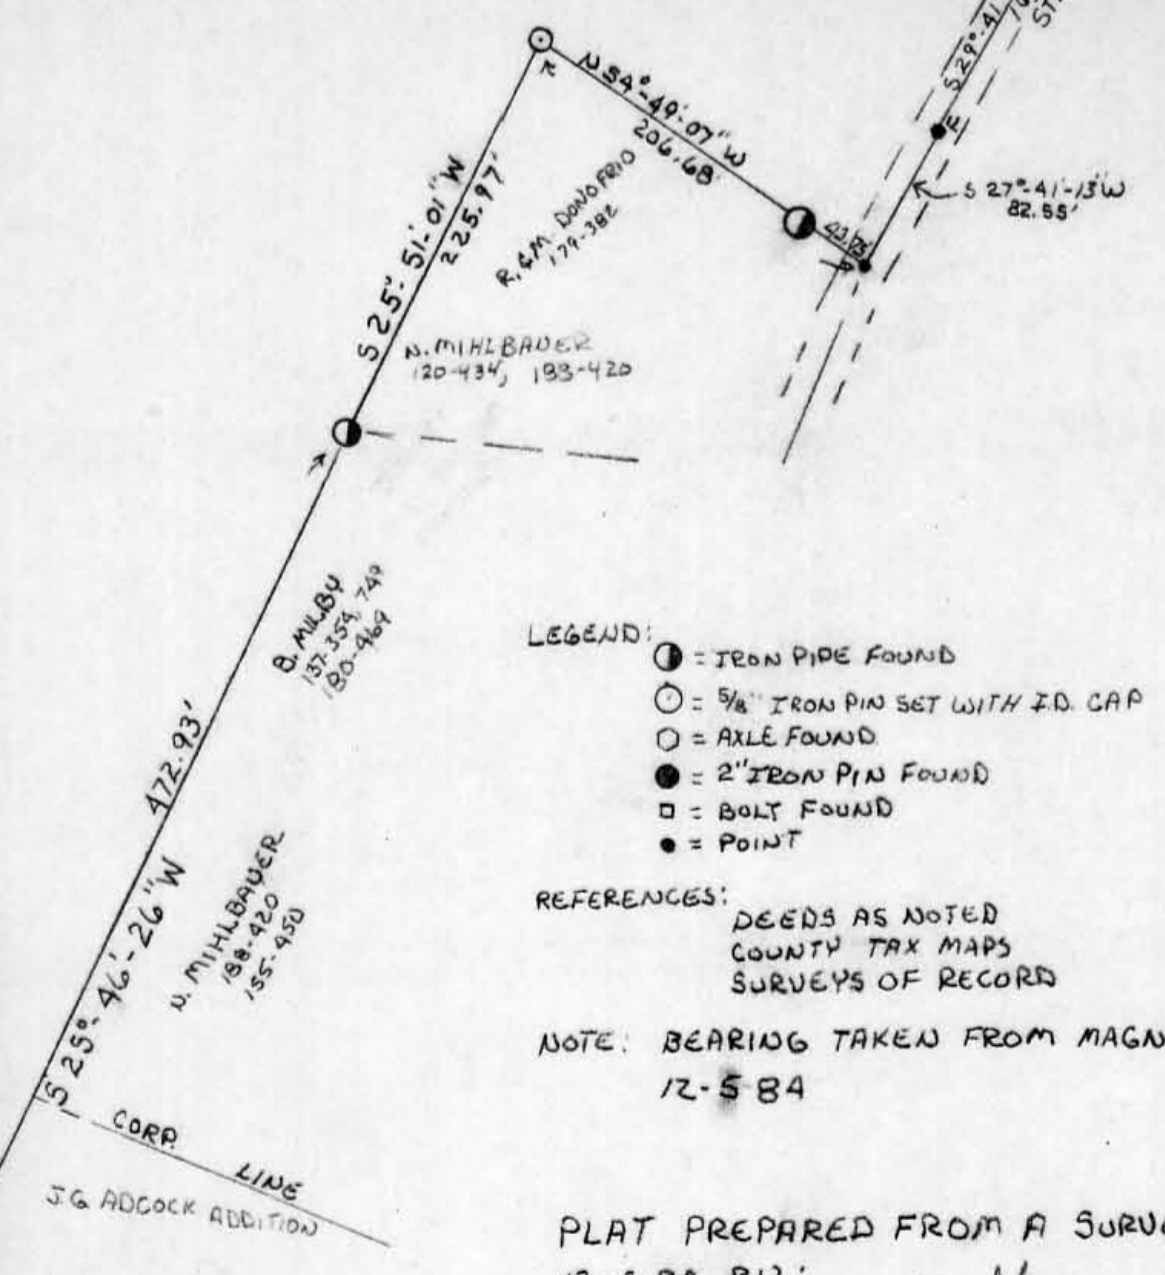 S 29°-41
ST
N 54°-49'-07" W
206.68'
43.75'
S 27°-41'-13" W
82.55'
S 25°-51'-01" W
225.97'
R. & M. DONOFRIO
179-382
N. MIHLBAUER
120-434, 188-420
B. MILBY
137-354, 749
180-469
472.93'
S 25°-46'-26" W
N. MIHLBAUER
188-420
155-450
CORP. LINE
J.G ADCOCK ADDITION
LEGEND:
= IRON PIPE FOUND
= 5/8" IRON PIN SET WITH I.D. CAP
= AXLE FOUND
= 2" IRON PIN FOUND
= BOLT FOUND
= POINT
REFERENCES:
DEEDS AS NOTED
COUNTY TAX MAPS
SURVEYS OF RECORD
NOTE: BEARING TAKEN FROM MAGN
12-5-84
PLAT PREPARED FROM A SURV